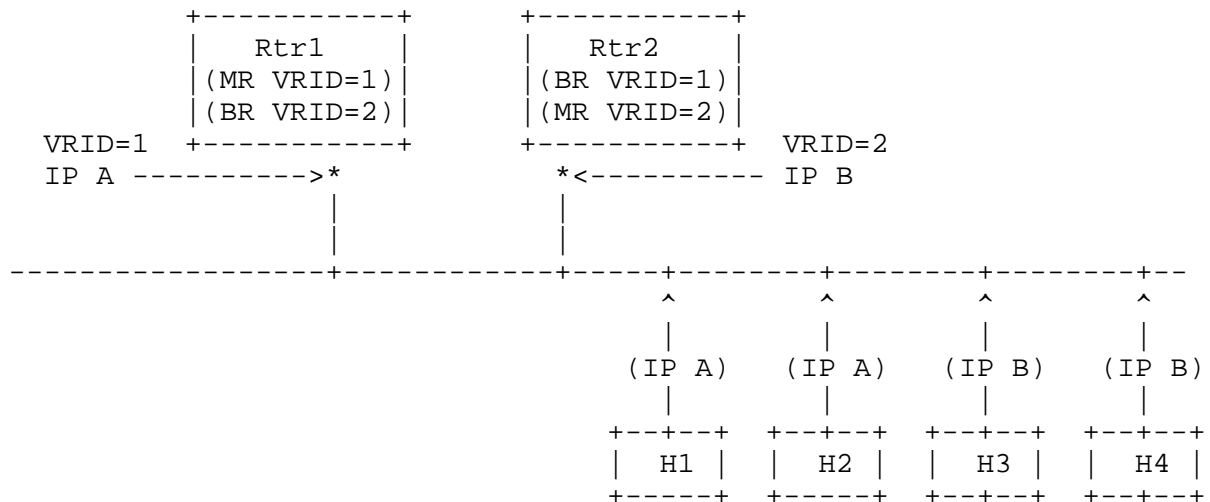 Rtr1 Rtr2
(MR VRID=1) (BR VRID=1)
(BR VRID=2) (MR VRID=2)
VRID=1 VRID=2
IP A IP B
(IP A) (IP A) (IP B) (IP B)
H1 H2 H3 H4